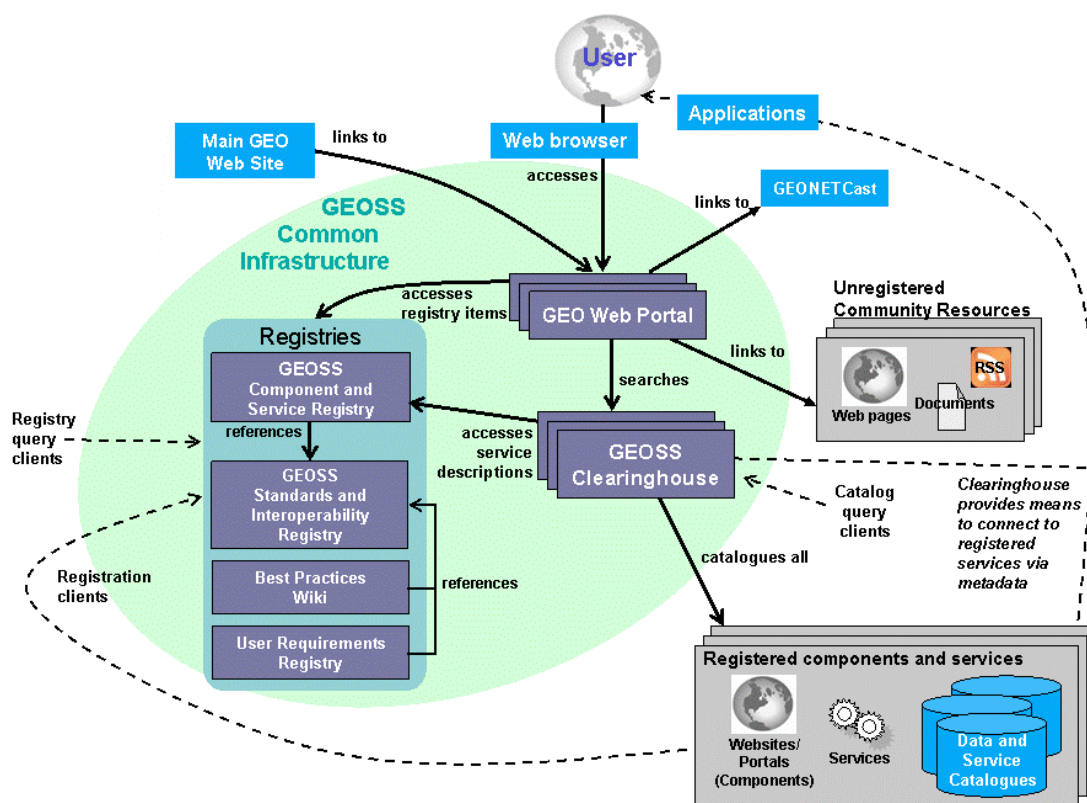 User
Applications
Main GEO
Web Site
links to
Web browser
accesses
GEONETCast
links to
GEOSS
Common
Infrastructure
accesses
registry items
GEO Web Portal
Unregistered
Community Resources
RSS
Web pages
Documents
links to
searches
Registries
GEOSS
Component and
Service Registry
references
Registry
query
clients
accesses
service
descriptions
GEOSS
Clearinghouse
GEOSS
Standards and
Interoperability
Registry
Catalog
query
clients
Clearinghouse
provides means
to connect to
registered
services via
metadata
catalogues all
Registration
clients
Best Practices
Wiki
references
User Requirements
Registry
Registered components and services
Websites/
Portals
(Components)
Services
Data and
Service
Catalogues